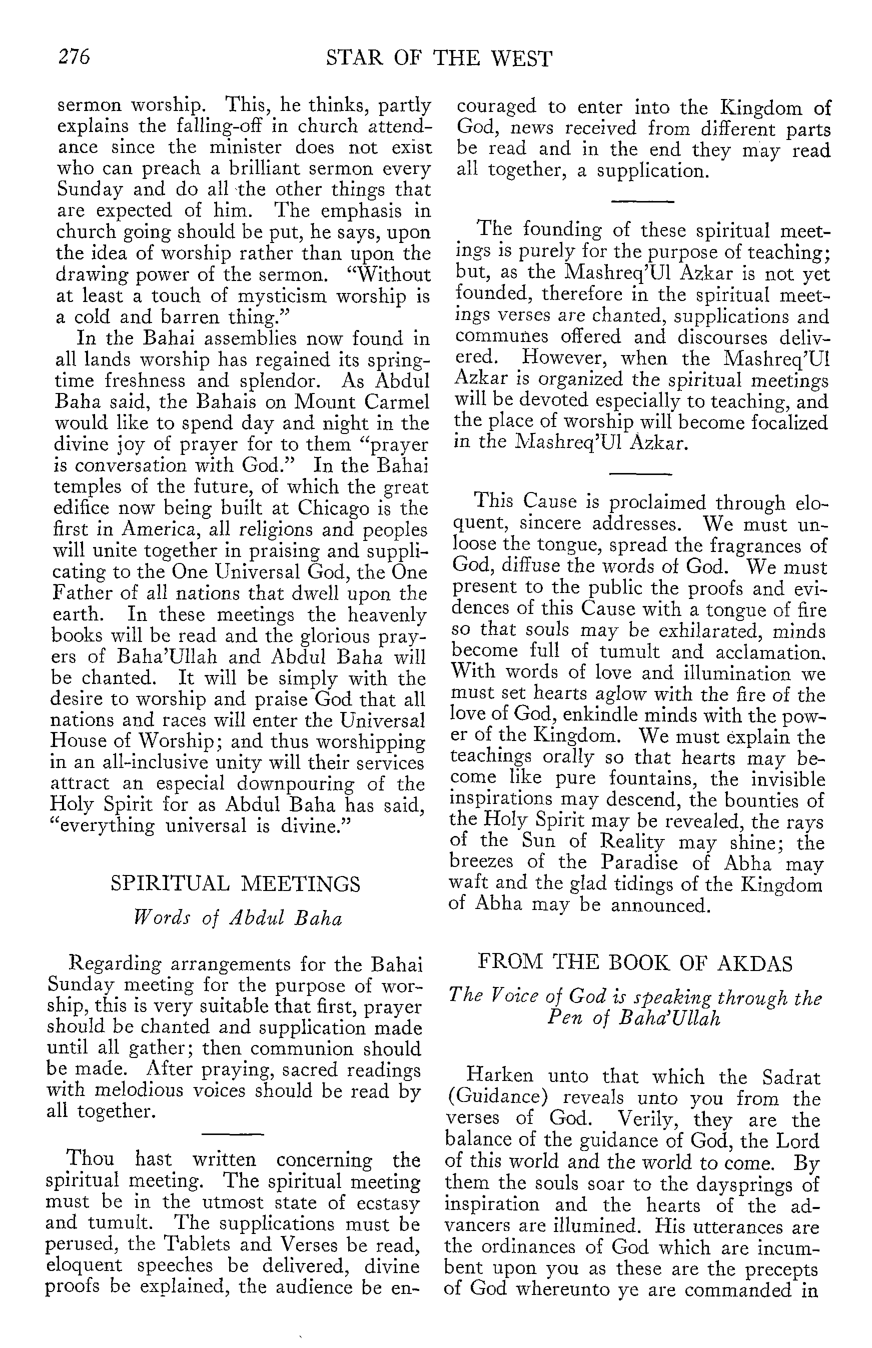 276
STAR OF THE WEST
sermon worship. This, he thinks, partly
explains the falling-off in church attend-
ance since the minister does not exist
who can preach a brilliant sermon every
Sunday and do all the other things that
are expected of him. The emphasis in
church going should be put, he says, upon
the idea of worship rather than upon the
drawing power of the sermon. “Without
at least a touch of mysticism worship is
a cold and barren thing.”
In the Bahai assemblies now found in
all lands worship has regained its spring-
time freshness and splendor. As Abdul
Baha said, the Bahais on Mount Carmel
would like to spend day and night in the
divine joy of prayer for to them “prayer
is conversation with God.” In the Bahai
temples of the future, of which the great
edifice now being built at Chicago is the
first in America, all religions and peoples
will unite together in praising and suppli-
cating to the One Universal God, the One
Father of all nations that dwell upon the
earth. In these meetings the heavenly
books will be read and the glorious pray-
ers of Baha’Ullah and Abdul Baha will
be chanted. It will be simply with the
desire to worship and praise God that all
nations and races will enter the Universal
House of Worship; and thus worshipping
in an all-inclusive unity will their services
attract an especial downpouring of the
Holy Spirit for as Abdul Baha has said,
“everything universal is divine.”
SPIRITUAL MEETINGS
Words of Abdul Baha
Regarding arrangements for the Bahai
Sunday meeting for the purpose of wor-
ship, this is very suitable that first, prayer
should be chanted and supplication made
until all gather; then communion should
be made. After praying, sacred readings
with melodious voices should be read by
all together.
Thou hast written concerning the
spiritual meeting. The spiritual meeting
must be in the utmost state of ecstasy
and tumult. The supplications must be
perused, the Tablets and Verses be read,
eloquent speeches be delivered, divine
proofs be explained, the audience be en-
couraged to enter into the Kingdom of
God, news received from different parts
be read and in the end they may read
all together, a supplication.
The founding of these spiritual meet-
ings is purely for the purpose of teaching;
but, as the Mashreq’Ul Azkar is not yet
founded, therefore in the spiritual meet-
ings verses are chanted, supplications and
communes offered and discourses deliv-
ered. However, when the Mashreq’Ul
Azkar is organized the spiritual meetings
will be devoted especially to teaching, and
the place of worship will become focalized
in the Mashreq’Ul Azkar.
This Cause is proclaimed through elo-
quent, sincere addresses. We must un-
loose the tongue, spread the fragrances of
God, diffuse the words of God. We must
present to the public the proofs and evi-
dences of this Cause with a tongue of fire
so that souls may be exhilarated, minds
become full of tumult and acclamation.
With words of love and illumination we
must set hearts aglow with the fire of the
love of God, enkindle minds with the pow-
er of the Kingdom. We must explain the
teachings orally so that hearts may be-
come like pure fountains, the invisible
inspirations may descend, the bounties of
the Holy Spirit may be revealed, the rays
of the Sun of Reality may shine; the
breezes of the Paradise of Abha may
waft and the glad tidings of the Kingdom
of Abha may be announced.
FROM THE BOOK OF AKDAS
The Voice of God is speaking through the
Pen of Baha’Ullah
Harken unto that which the Sadrat
(Guidance) reveals unto you from the
verses of God. Verily, they are the
balance of the guidance of God, the Lord
of this world and the world to come. By
them the souls soar to the daysprings of
inspiration and the hearts of the ad-
vancers are illumined. His utterances are
the ordinances of God which are incum-
bent upon you as these are the precepts
of God whereunto ye are commanded in